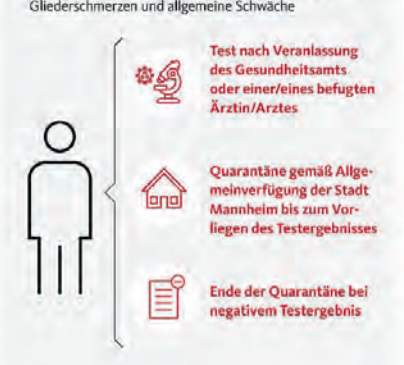 Gliederschmerzen und allgemeine Schwäche
Test nach Veranlassung
des Gesundheitsamts
oder einer/eines befugten
Ärztin/Arztes
Quarantäne gemäß Allge-
meinverfügung der Stadt
Mannheim bis zum Vor-
liegen des Testergebnisses
Ende der Quarantäne bei
negativem Testergebnis